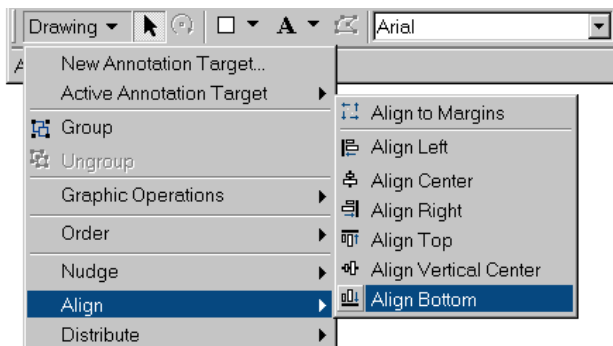 Drawing A Arial
A
New Annotation Target...
Active Annotation Target
Group
Ungroup
Graphic Operations
Order
Nudge
Align
Distribute
Align to Margins
Align Left
Align Center
Align Right
Align Top
Align Vertical Center
Align Bottom